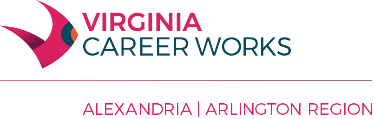 VIRGINIA
CAREER WORKS
ALEXANDRIA | ARLINGTON REGION